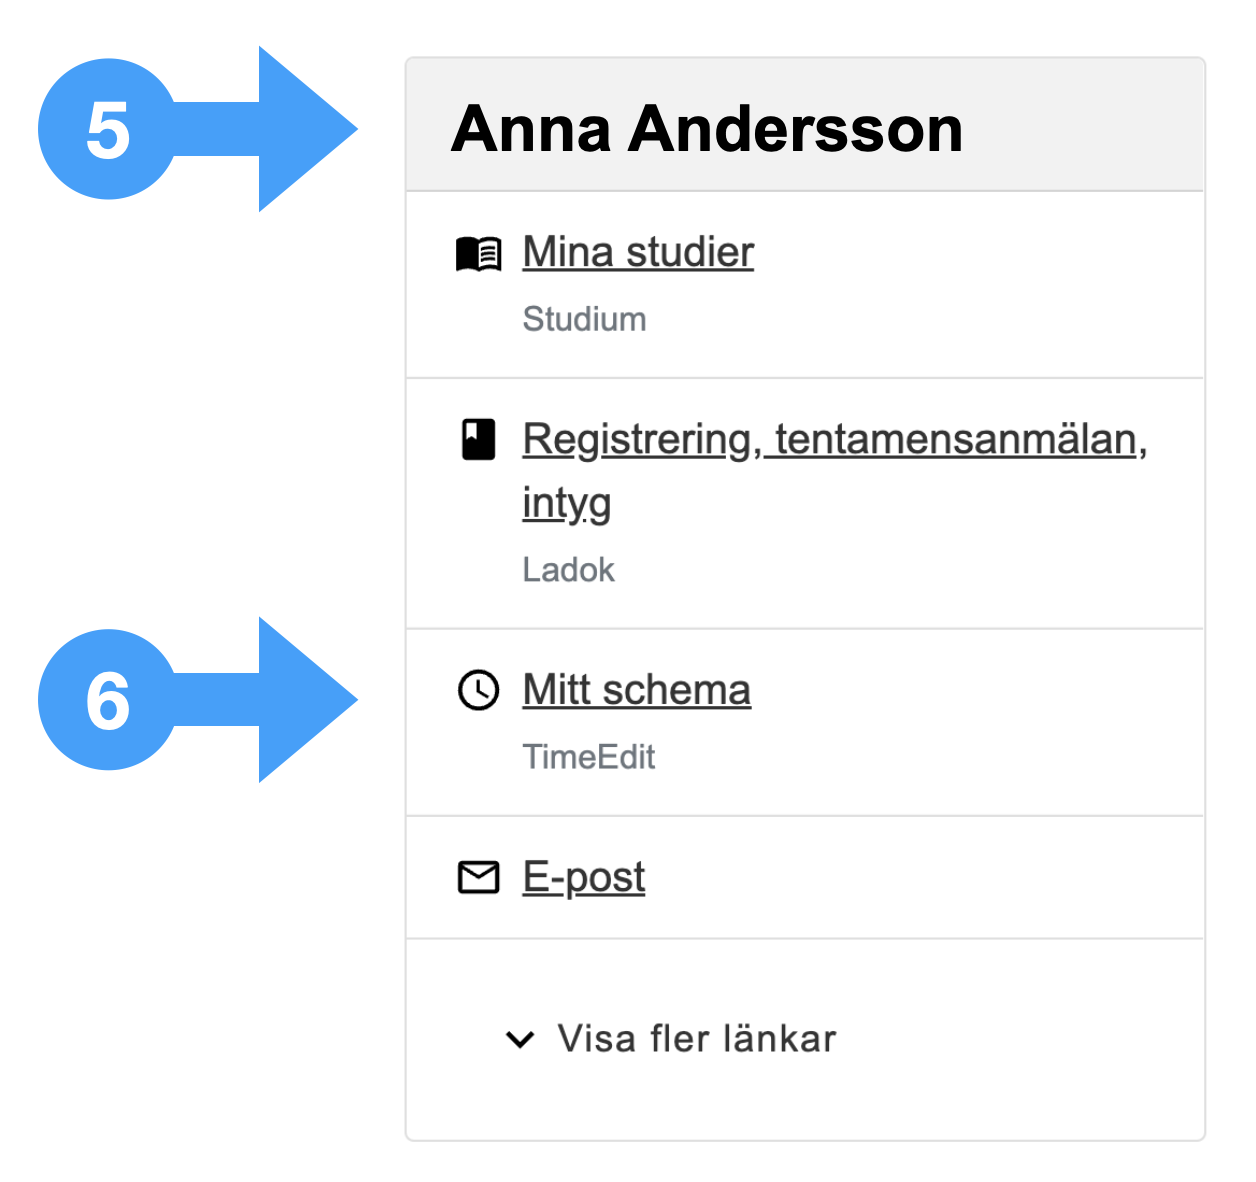 5
Anna Andersson
Mina studier
Studium
Registrering, tentamensanmälan,
intyg
Ladok
6
Mitt schema
TimeEdit
E-post
Visa fler länkar